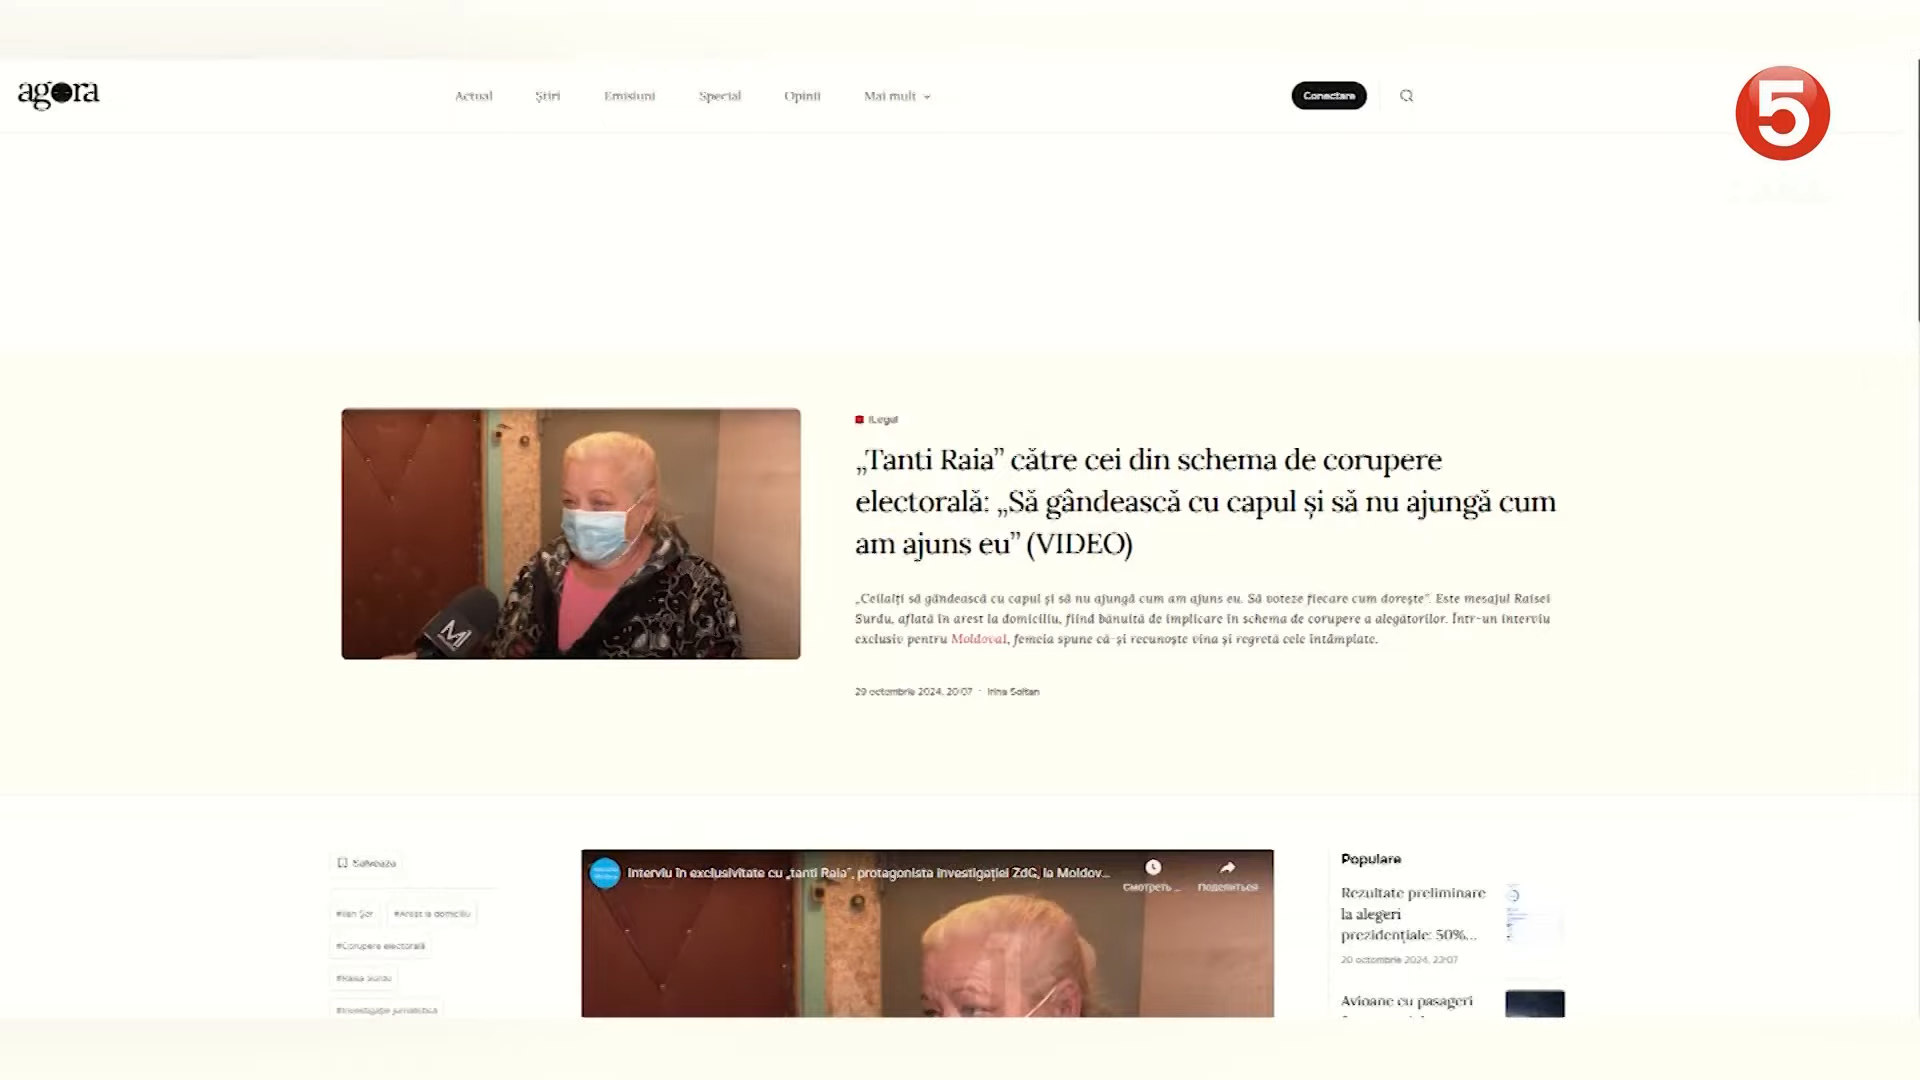 agora
Actual
Știri
Emisiuni
Special
Opinii
Mai mult
Conectare
5
iLegal
„Tanti Raia” către cei din schema de corupere
electorală: „Să gândească cu capul și să nu ajungă cum
am ajuns eu” (VIDEO)
„Ceilalți să gândească cu capul și să nu ajungă cum am ajuns eu. Să voteze fiecare cum dorește”. Este mesajul Raisei
Surdu, aflată în arest la domiciliu, fiind bănuită de implicare în schema de corupere a alegătorilor. Într-un interviu
exclusiv pentru Moldova1, femeia spune că-și recunoște vina și regretă cele întâmplate.
29 octombrie 2024, 20:07 · Irina Soltan
Salvează
#Ilan Șor #Arest la domiciliu
#Corupere electorală
#Raisa Surdu
#Investigație jurnalistică
Interviu în exclusivitate cu „tanti Raia”, protagonista investigației ZdG, la Moldov...
Смотреть ...
Поделиться
Populare
Rezultate preliminare
la alegeri
prezidențiale: 50%...
20 octombrie 2024, 23:07
Avioane cu pasageri